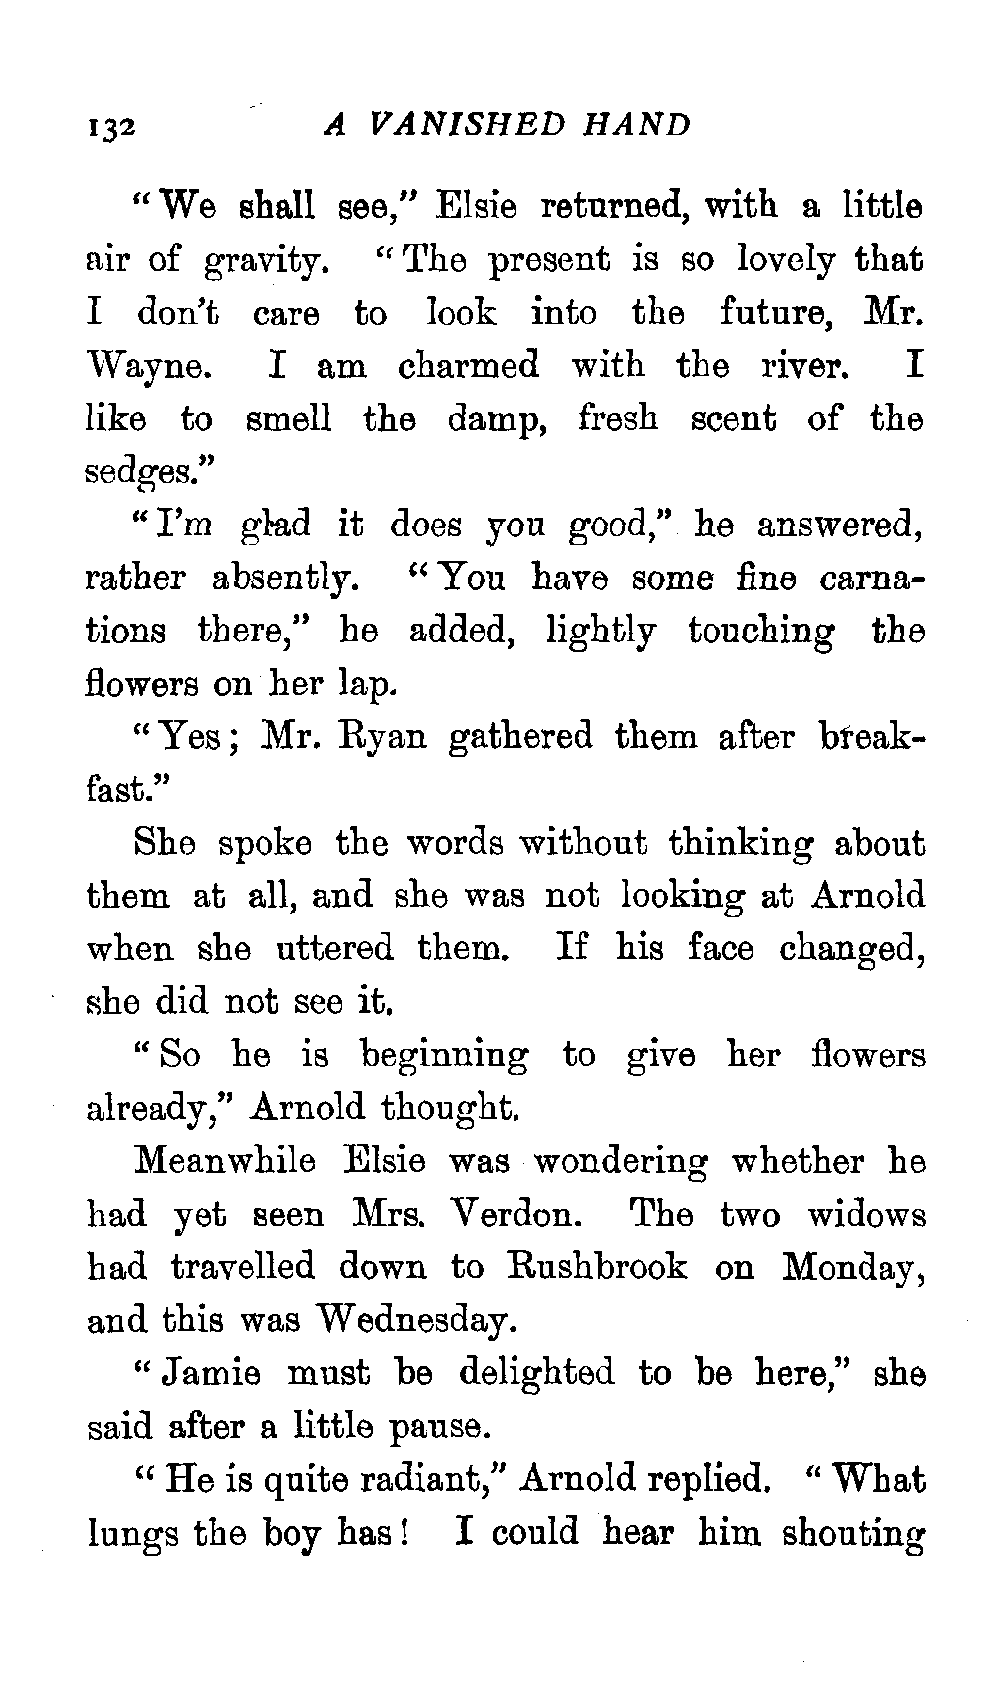 132 A VANISHED HAND
“We shall see,” Elsie returned, with a little
air of gravity. “The present is so lovely that
I don’t care to look into the future, Mr.
Wayne. I am charmed with the river. I
like to smell the damp, fresh scent of the
sedges.”
“I’m glad it does you good,” he answered,
rather absently. “You have some fine carna-
tions there,” he added, lightly touching the
flowers on her lap.
“Yes; Mr. Ryan gathered them after break-
fast.”
She spoke the words without thinking about
them at all, and she was not looking at Arnold
when she uttered them. If his face changed,
she did not see it.
“So he is beginning to give her flowers
already,” Arnold thought.
Meanwhile Elsie was wondering whether he
had yet seen Mrs. Verdon. The two widows
had travelled down to Rushbrook on Monday,
and this was Wednesday.
“Jamie must be delighted to be here,” she
said after a little pause.
“He is quite radiant,” Arnold replied. “What
lungs the boy has! I could hear him shouting